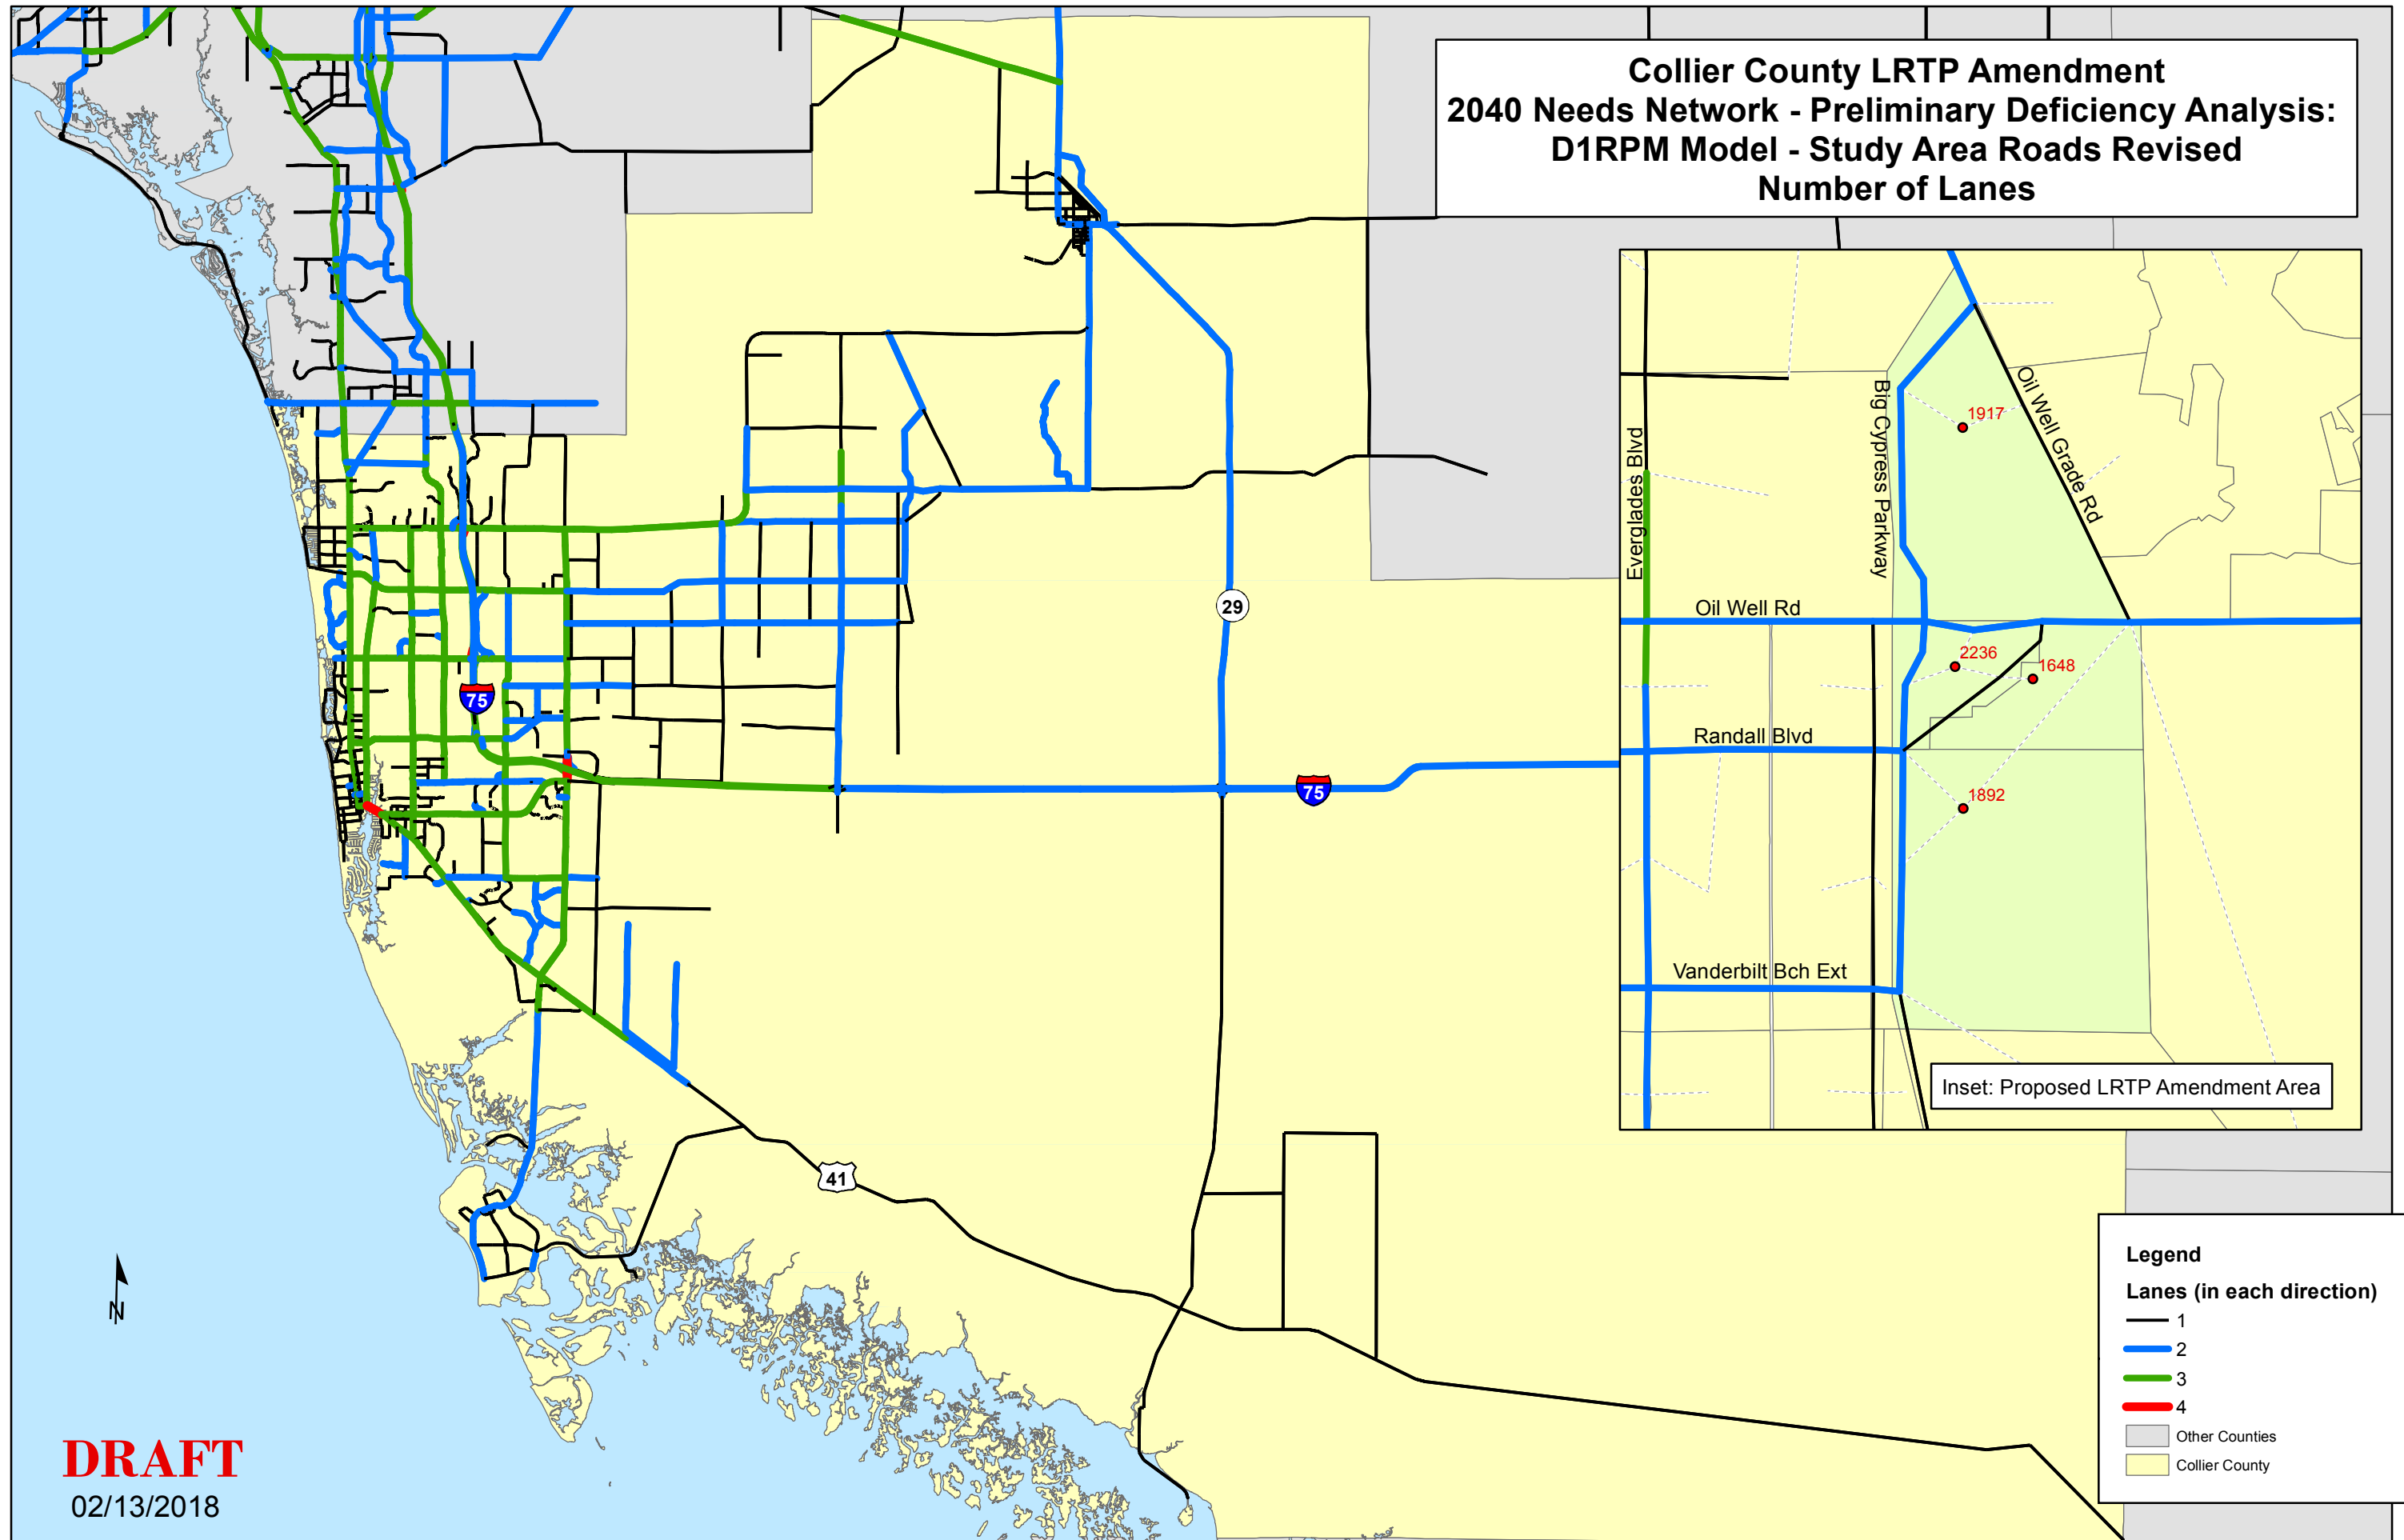 Collier County LRTP Amendment
2040 Needs Network - Preliminary Deficiency Analysis:
D1RPM Model - Study Area Roads Revised
Number of Lanes
29
75
75
41
Everglades Blvd
Big Cypress Parkway
Oil Well Grade Rd
1917
Oil Well Rd
2236
1648
Randall Blvd
1892
Vanderbilt Bch Ext
Inset: Proposed LRTP Amendment Area
N
Legend
Lanes (in each direction)
1
2
3
4
Other Counties
Collier County
DRAFT
02/13/2018